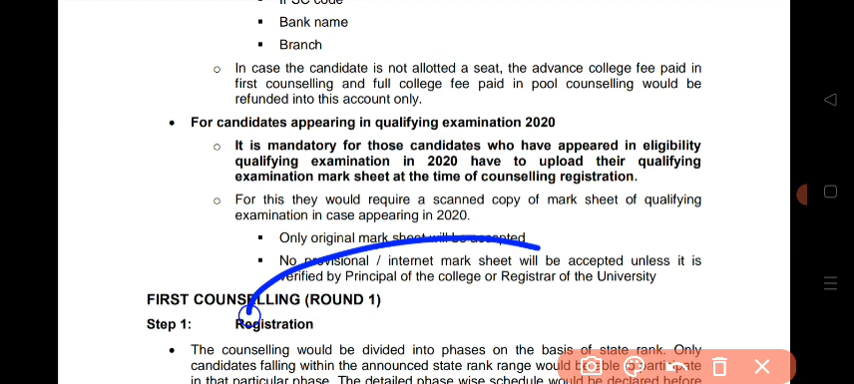 Bank name
Branch
In case the candidate is not allotted a seat, the advance college fee paid in
first counselling and full college fee paid in pool counselling would be
refunded into this account only.
For candidates appearing in qualifying examination 2020
It is mandatory for those candidates who have appeared in eligibility
qualifying examination in 2020 have to upload their qualifying
examination mark sheet at the time of counselling registration.
For this they would require a scanned copy of mark sheet of qualifying
examination in case appearing in 2020.
Only original mark sheet will be accepted
No provisional / internet mark sheet will be accepted unless it is
verified by Principal of the college or Registrar of the University
FIRST COUNSELLING (ROUND 1)
Step 1: Registration
The counselling would be divided into phases on the basis of state rank. Only
candidates falling within the announced state rank range would be able to participate
in that particular phase. The detailed phase wise schedule would be declared before